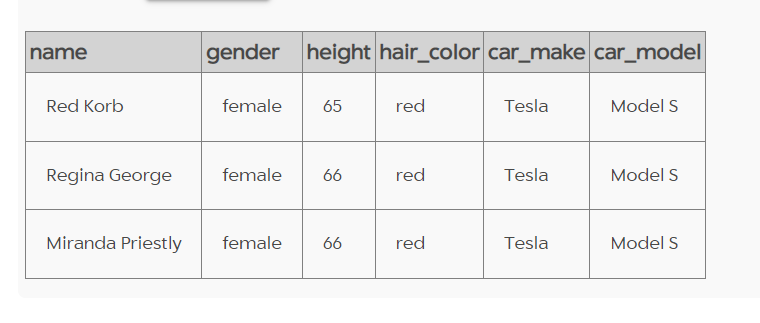 name gender height hair_color car_make car_model
Red Korb female 65 red Tesla Model S
Regina George female 66 red Tesla Model S
Miranda Priestly female 66 red Tesla Model S